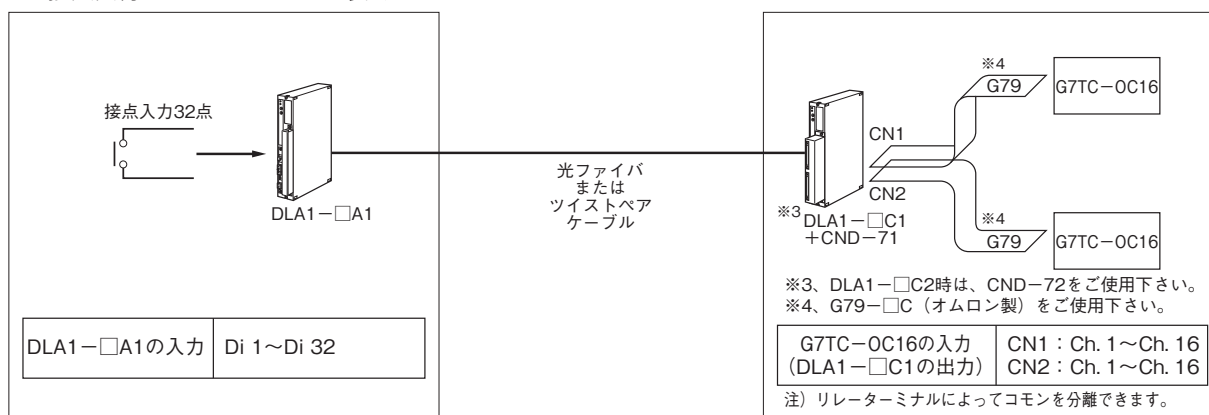 接点入力32点
DLA1－□A1
DLA1－□A1の入力 Di 1～Di 32
光ファイバ
または
ツイストペア
ケーブル
※4
G79
G7TC－OC16
CN1
CN2
※3 DLA1－□C1
＋CND－71
※4
G79
G7TC－OC16
※3、DLA1－□C2時は、CND－72をご使用下さい。
※4、G79－□C（オムロン製）をご使用下さい。
G7TC－OC16の入力 CN1：Ch. 1～Ch. 16
（DLA1－□C1の出力） CN2：Ch. 1～Ch. 16
注）リレーターミナルによってコモンを分離できます。